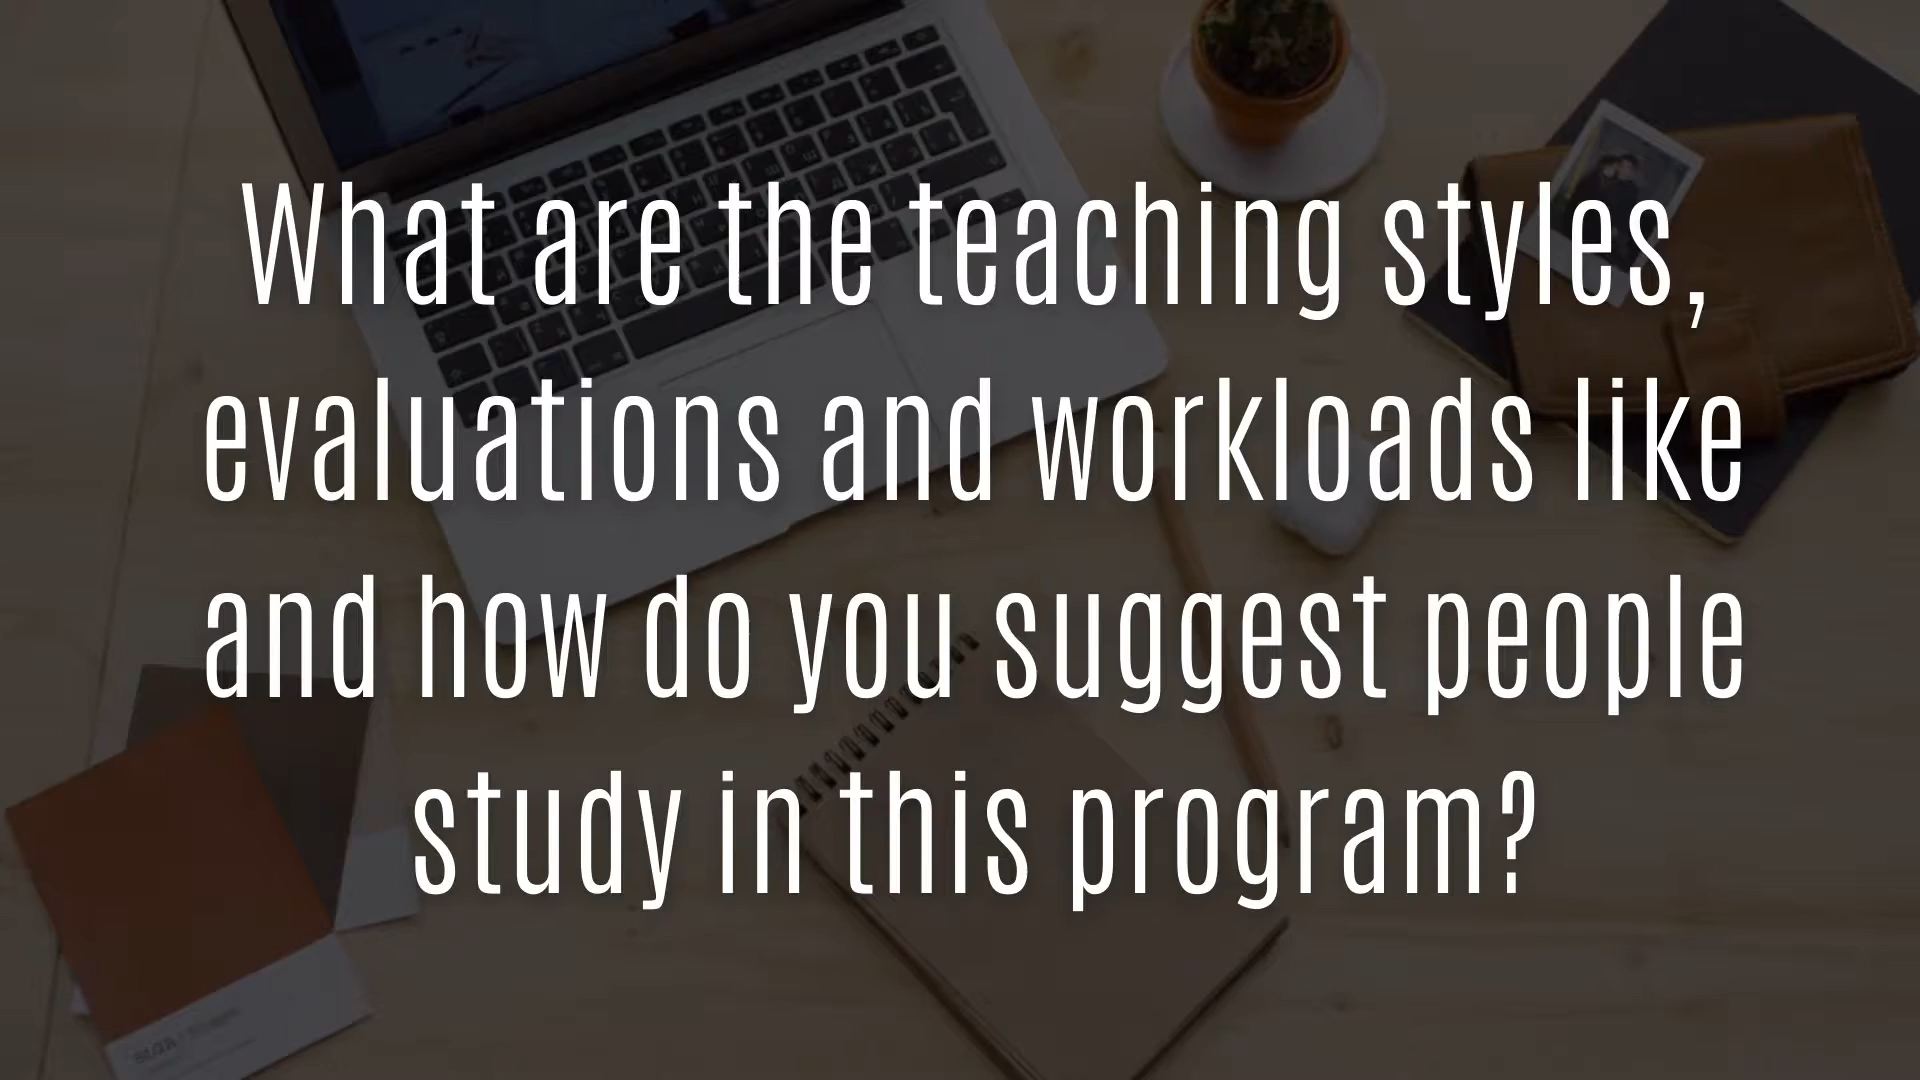 What are the teaching styles,
evaluations and workloads like
and how do you suggest people
study in this program?